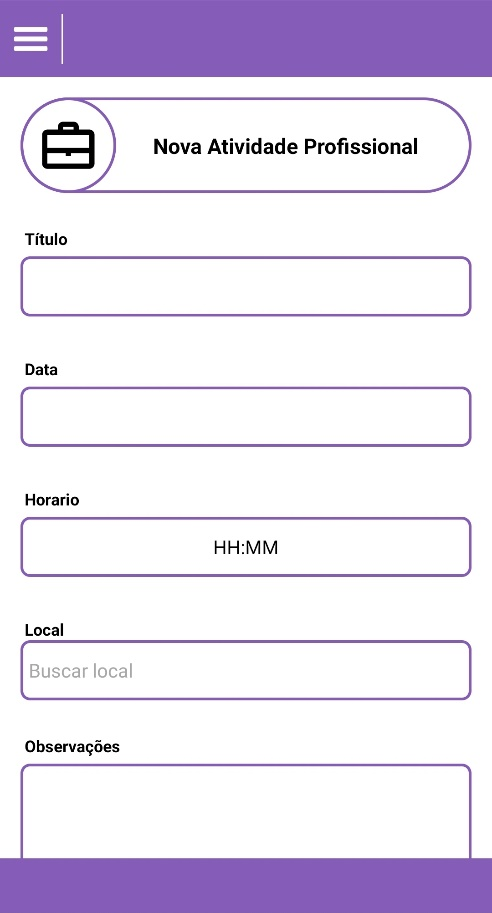 Nova Atividade Profissional
Título
Data
Horario
HH:MM
Local
Buscar local
Observações